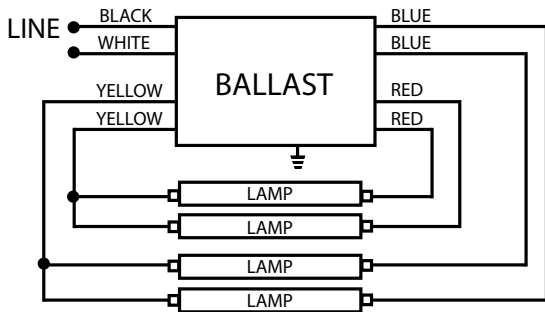 LINE
BLACK
WHITE
YELLOW
YELLOW
BALLAST
BLUE
BLUE
RED
RED
LAMP
LAMP
LAMP
LAMP